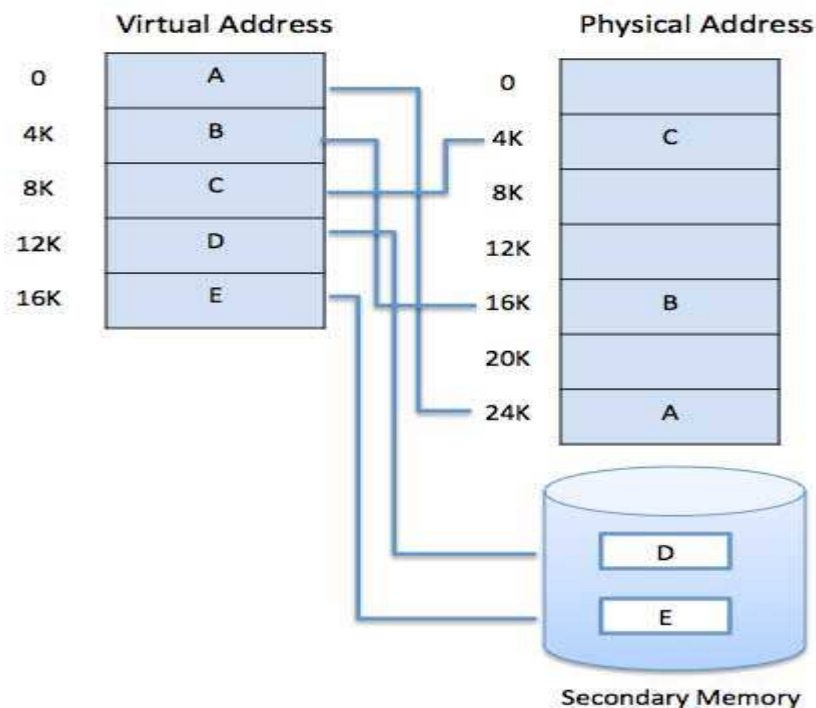 Virtual Address
0
A
4K
B
8K
C
12K
D
16K
E
Physical Address
0
4K
C
8K
12K
16K
B
20K
24K
A
D
E
Secondary Memory